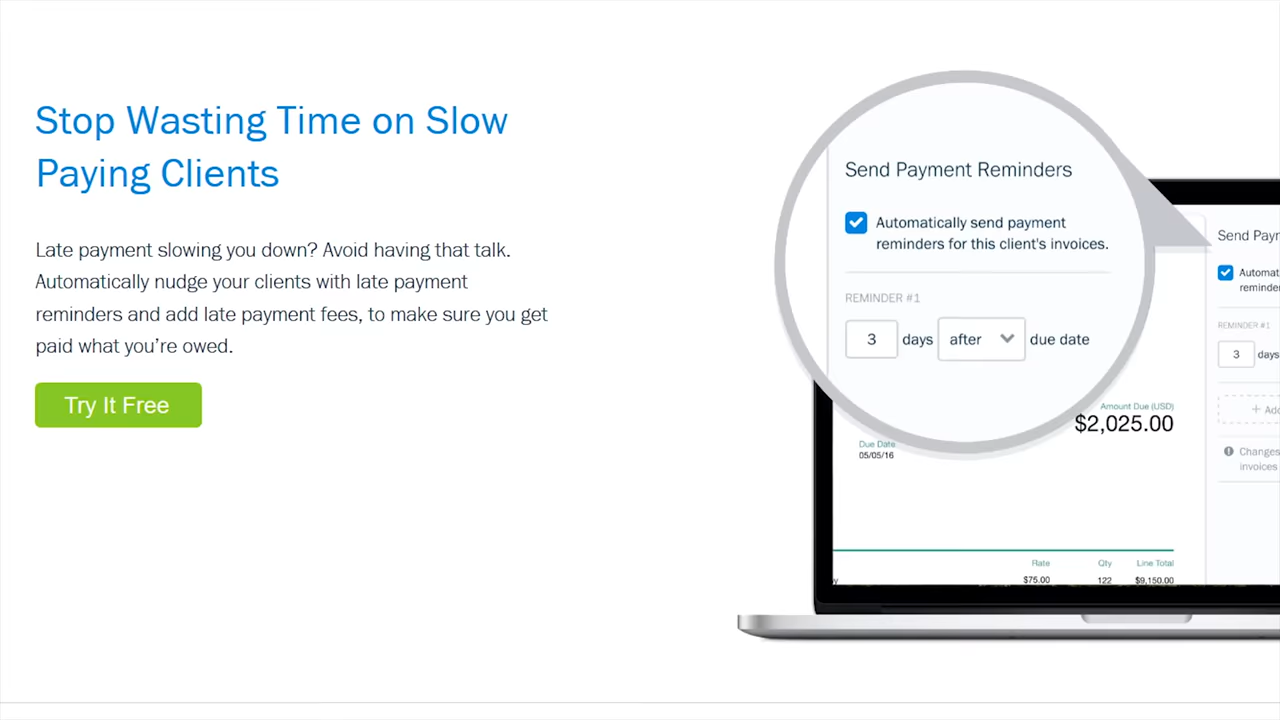 Stop Wasting Time on Slow
Paying Clients
Late payment slowing you down? Avoid having that talk.
Automatically nudge your clients with late payment
reminders and add late payment fees, to make sure you get
paid what you’re owed.
Try It Free
Send Payment Reminders
Automatically send payment
reminders for this client's invoices.
REMINDER #1
3 days after due date
Amount Due (USD)
$2,025.00
Due Date
05/05/16
Rate Qty Line Total
$75.00 122 $9,150.00
Send Payr
Automat
reminder
REMINDER #1
3 days
+ Add
Changes
invoices